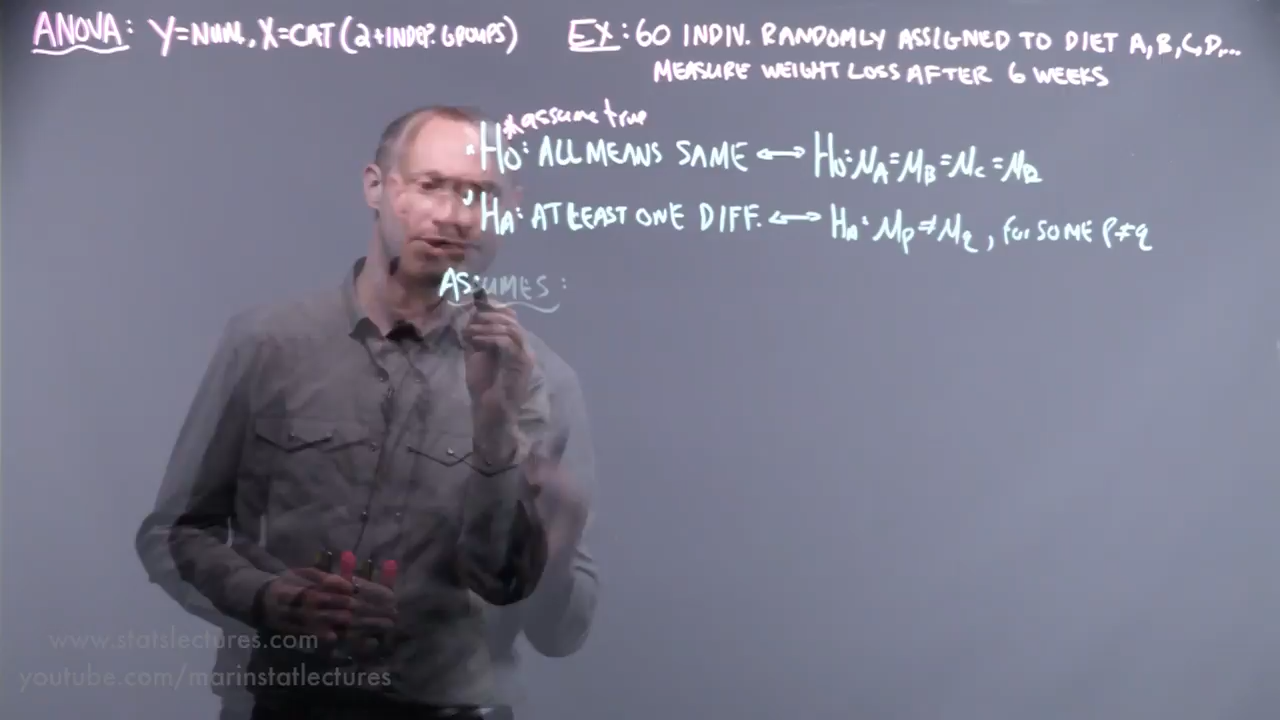 ANOVA: Y=NUM, X=CAT (2+INDEP. GROUPS)
EX: 60 INDIV. RANDOMLY ASSIGNED TO DIET A, B, C, D,...
MEASURE WEIGHT LOSS AFTER 6 WEEKS
*assume true
H₀: ALL MEANS SAME ↔ H₀: μA=μB=μC=μD
HA: AT LEAST ONE DIFF. ↔ HA: μp≠μq, for SOME p≠q
ASSUMES:
www.statslectures.com
youtube.com/marinstatlectures